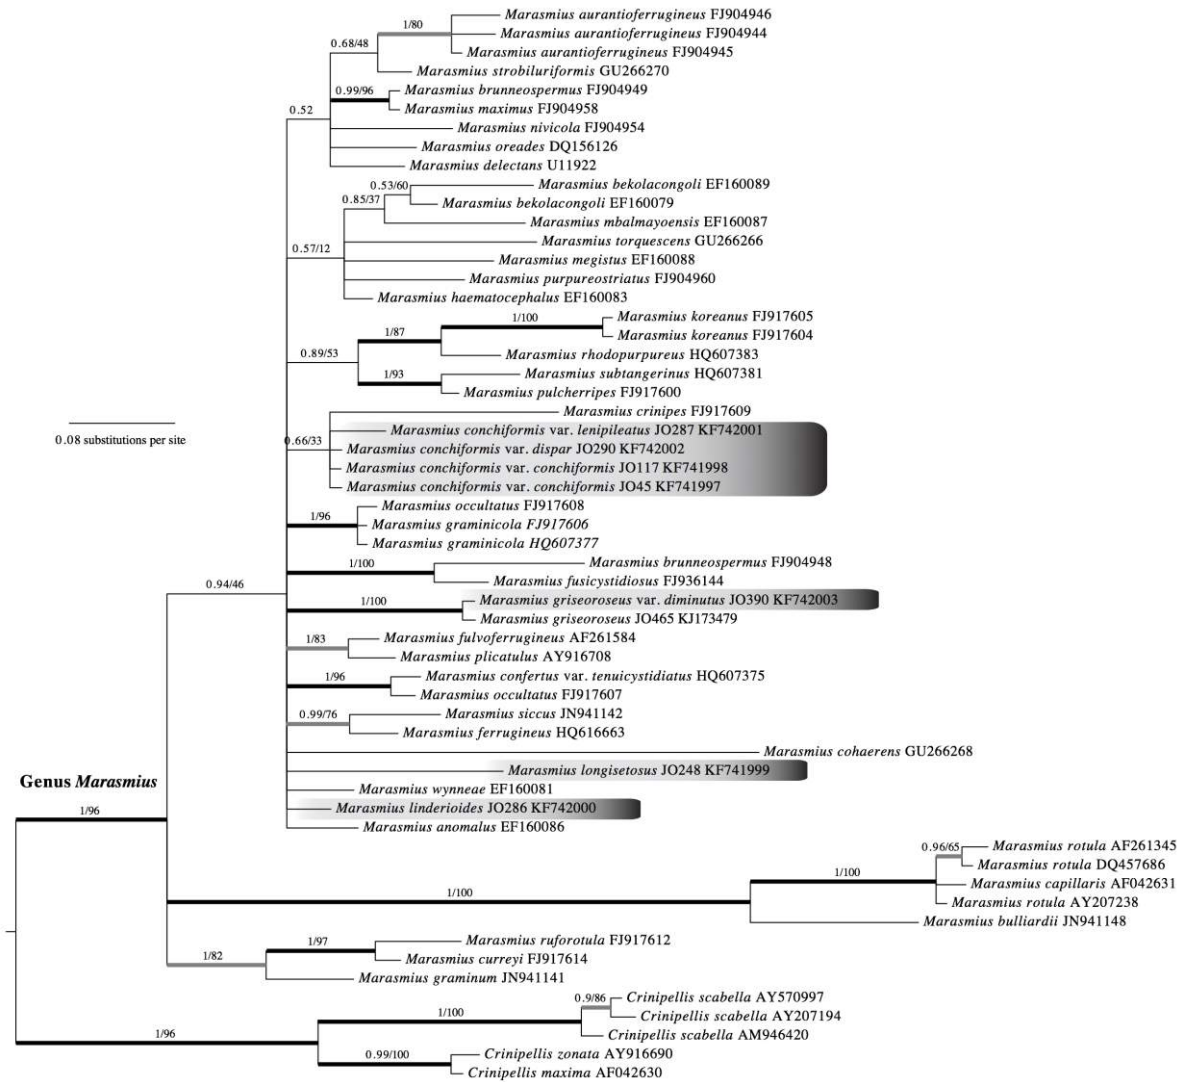 1/80
Marasmius aurantioferrugineus FJ904946
Marasmius aurantioferrugineus FJ904944
0.68/48
Marasmius aurantioferrugineus FJ904945
Marasmius strobiluriformis GU266270
0.99/96
Marasmius brunneospermus FJ904949
0.52
Marasmius maximus FJ904958
Marasmius nivicola FJ904954
Marasmius oreades DQ156126
Marasmius delectans U11922
0.53/60
Marasmius bekolacongoli EF160089
0.85/37
Marasmius bekolacongoli EF160079
Marasmius mbalmayoensis EF160087
0.57/12
Marasmius torquescens GU266266
Marasmius megistus EF160088
Marasmius purpureostriatus FJ904960
Marasmius haematocephalus EF160083
1/100
Marasmius koreanus FJ917605
1/87
Marasmius koreanus FJ917604
0.89/53
Marasmius rhodopurpureus HQ607383
1/93
Marasmius subtangerinus HQ607381
Marasmius pulcherripes FJ917600
Marasmius crinipes FJ917609
0.08 substitutions per site
0.66/33
Marasmius conchiformis var. lenipileatus JO287 KF742001
Marasmius conchiformis var. dispar JO290 KF742002
Marasmius conchiformis var. conchiformis JO117 KF741998
Marasmius conchiformis var. conchiformis JO45 KF741997
1/96
Marasmius occultatus FJ917608
Marasmius graminicola FJ917606
Marasmius graminicola HQ607377
1/100
Marasmius brunneospermus FJ904948
0.94/46
Marasmius fusicystidiosus FJ936144
1/100
Marasmius griseoroseus var. diminutus JO390 KF742003
Marasmius griseoroseus JO465 KJ173479
1/83
Marasmius fulvoferrugineus AF261584
Marasmius plicatulus AY916708
1/96
Marasmius confertus var. tenuicystidiatus HQ607375
Marasmius occultatus FJ917607
0.99/76
Marasmius siccus JN941142
Marasmius ferrugineus HQ616663
Marasmius cohaerens GU266268
Marasmius longisetosus JO248 KF741999
Genus Marasmius
Marasmius wynneae EF160081
1/96
Marasmius linderioides JO286 KF742000
Marasmius anomalus EF160086
0.96/65
Marasmius rotula AF261345
Marasmius rotula DQ457686
1/100
Marasmius capillaris AF042631
1/100
Marasmius rotula AY207238
Marasmius bulliardii JN941148
1/97
Marasmius ruforotula FJ917612
1/82
Marasmius curreyi FJ917614
Marasmius graminum JN941141
0.9/86
Crinipellis scabella AY570997
1/100
Crinipellis scabella AY207194
1/96
Crinipellis scabella AM946420
0.99/100
Crinipellis zonata AY916690
Crinipellis maxima AF042630